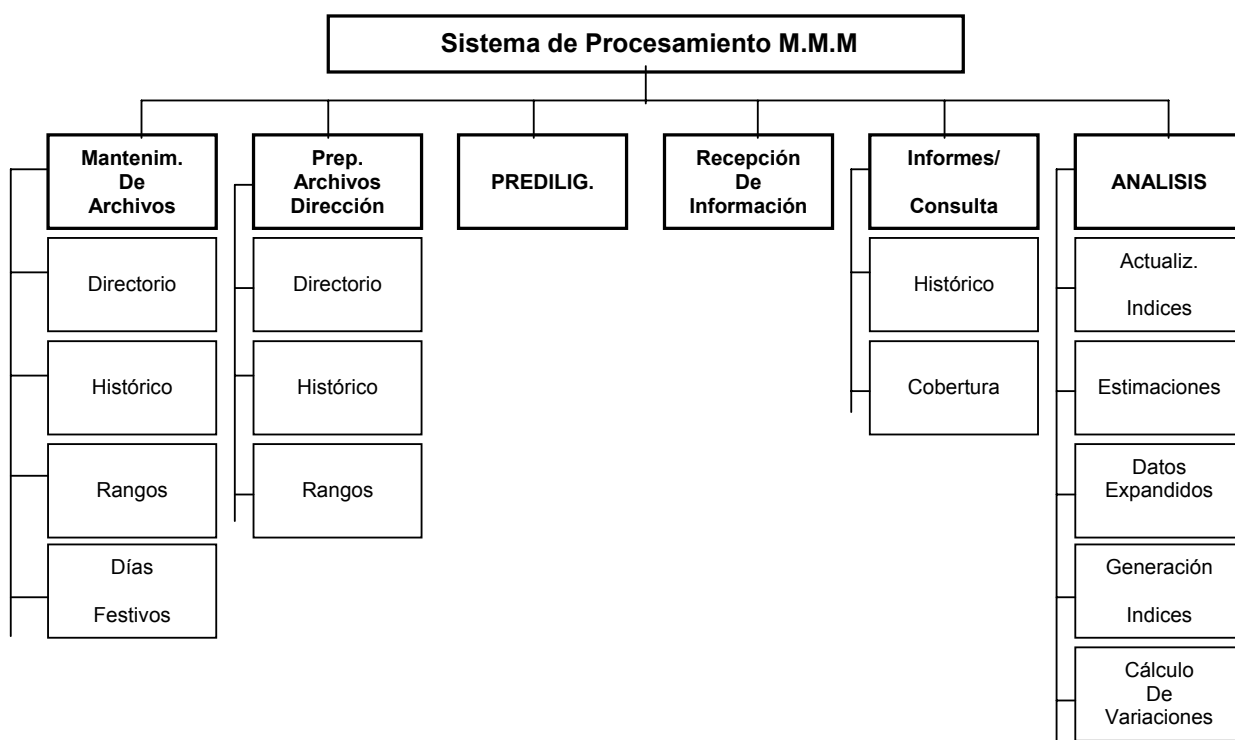 Sistema de Procesamiento M.M.M
Mantenim.
De
Archivos
Prep.
Archivos
Dirección
PREDILIG.
Recepción
De
Información
Informes/
Consulta
ANALISIS
Directorio
Histórico
Rangos
Días
Festivos
Directorio
Histórico
Rangos
Histórico
Cobertura
Actualiz.
Indices
Estimaciones
Datos
Expandidos
Generación
Indices
Cálculo
De
Variaciones